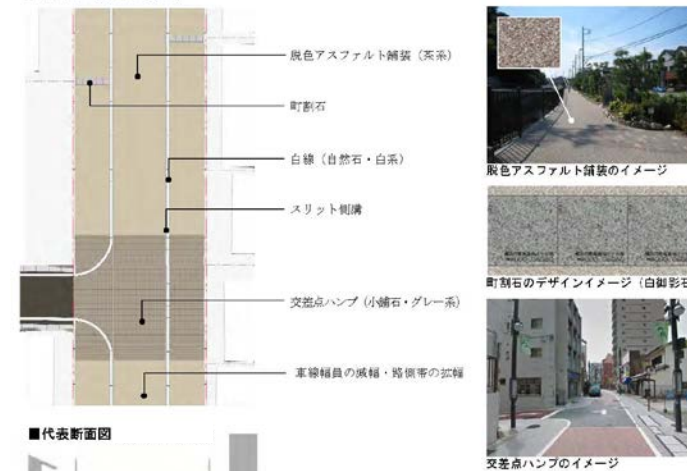 脱色アスファルト舗装（茶系）
町割石
白線（自然石・白系）
スリット側溝
交差点ハンプ（小舗石・グレー系）
車線幅員の減幅・路側帯の拡幅
■代表断面図
脱色アスファルト舗装のイメージ
町割石のデザインイメージ（白御影石
交差点ハンプのイメージ